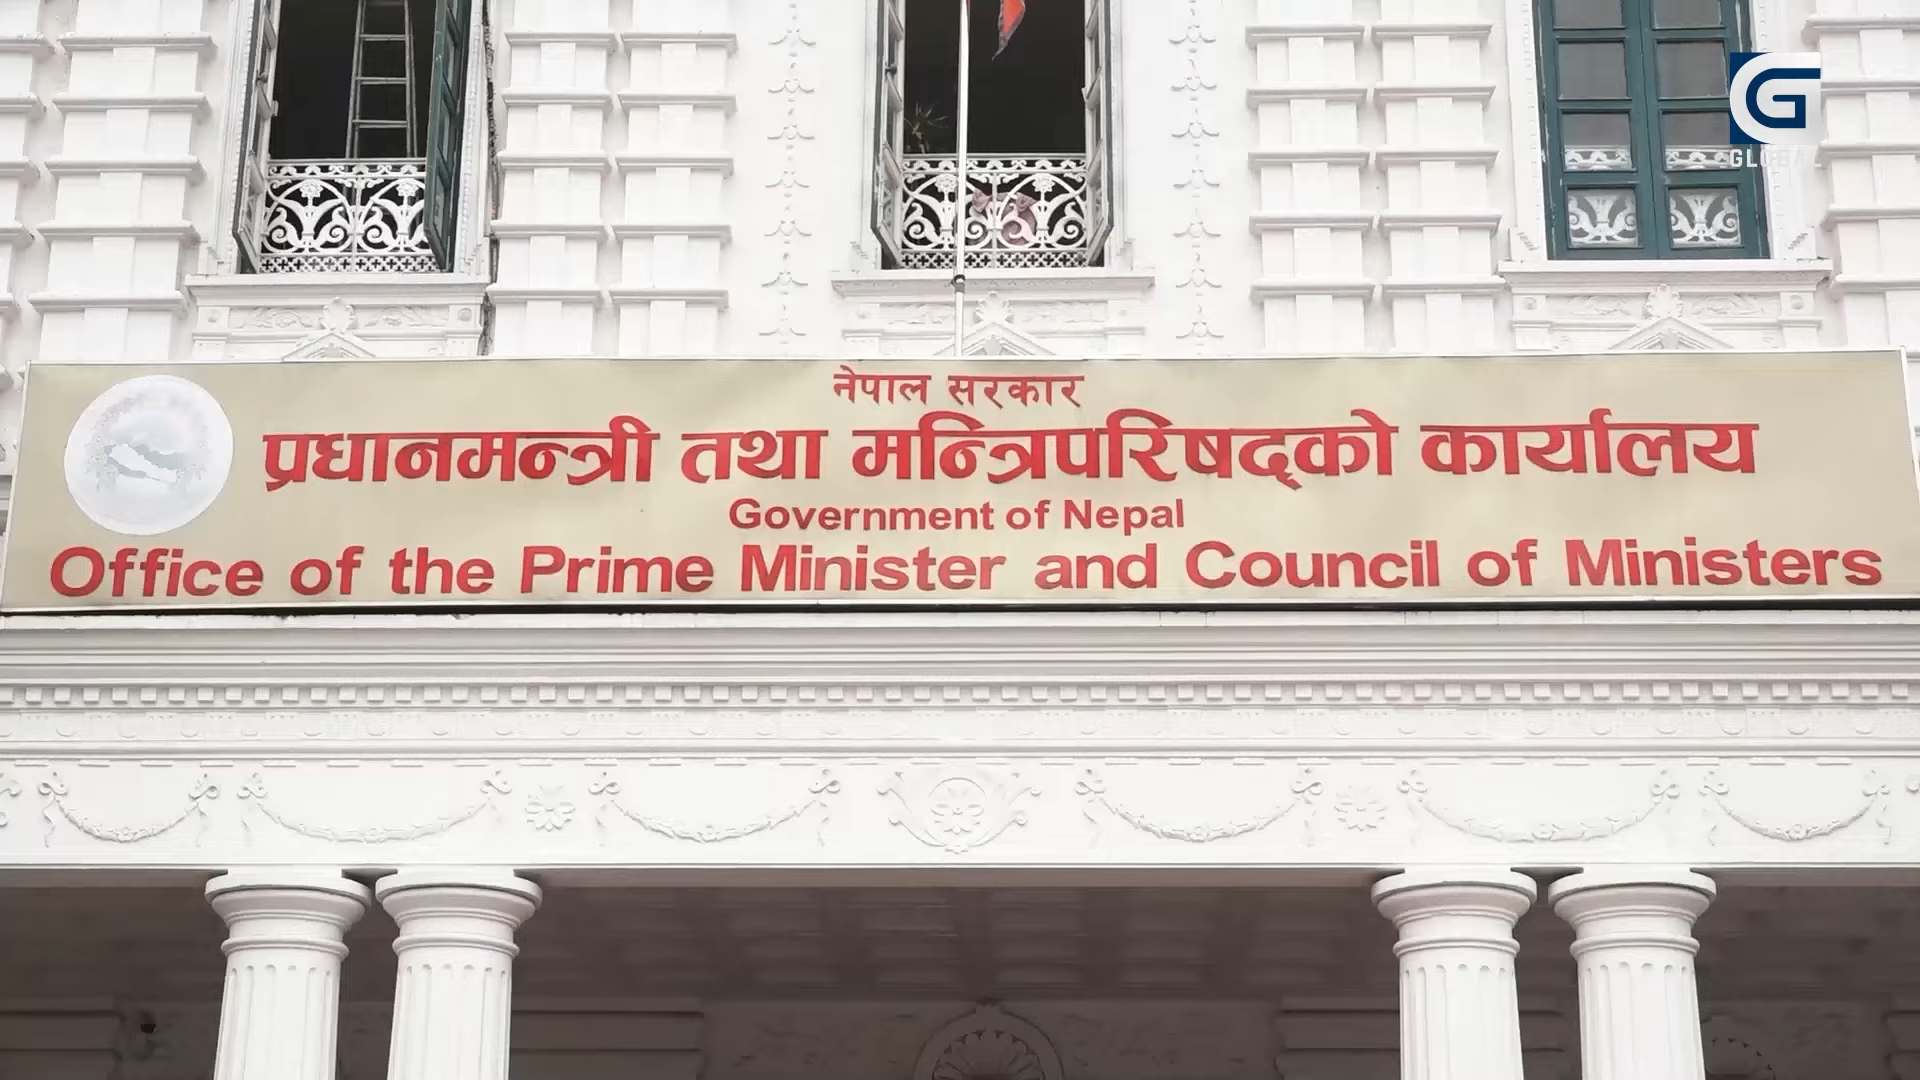 GLOBAL
नेपाल सरकार
प्रधानमन्त्री तथा मन्त्रिपरिषद्को कार्यालय
Government of Nepal
Office of the Prime Minister and Council of Ministers